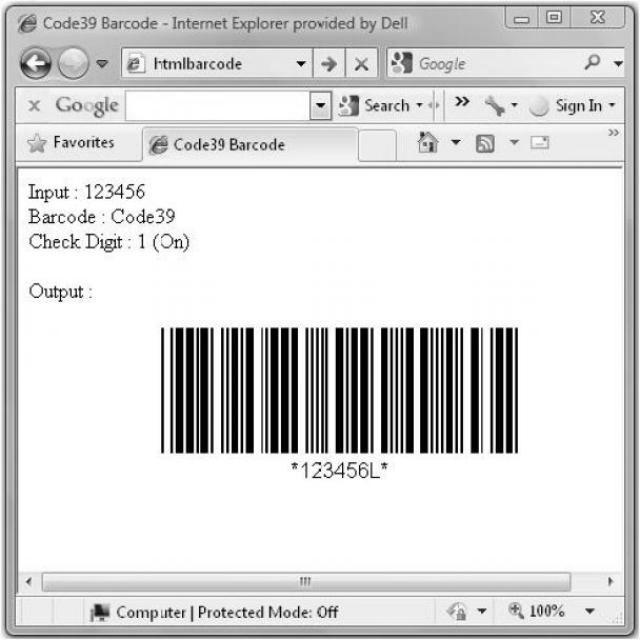 Code39 Barcode - Internet Explorer provided by Dell
htmlbarcode
Google
x Google Search Sign In
Favorites Code39 Barcode
Input : 123456
Barcode : Code39
Check Digit : 1 (On)
Output :
*123456L*
Computer | Protected Mode: Off 100%